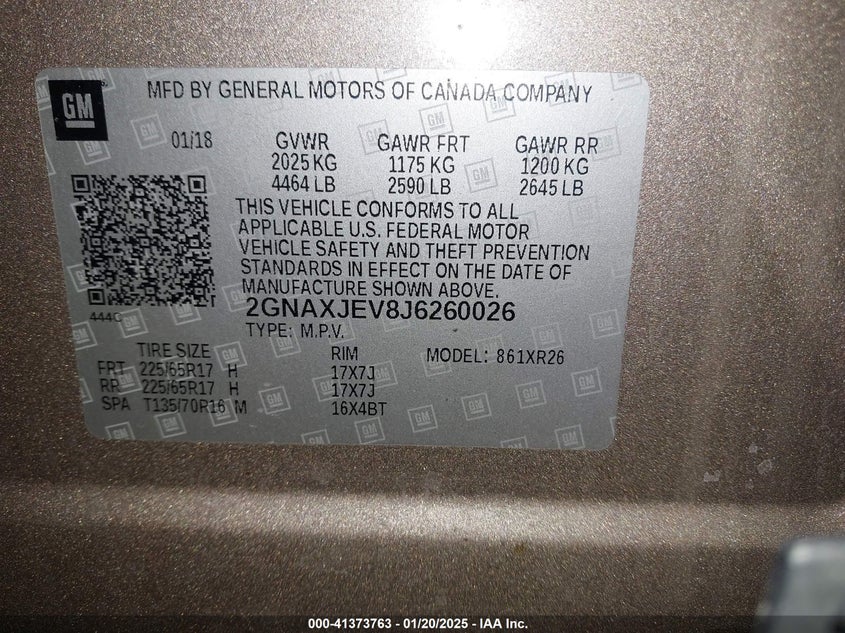 GM
MFD BY GENERAL MOTORS OF CANADA COMPANY
01/18 GVWR GAWR FRT GAWR RR
2025 KG 1175 KG 1200 KG
4464 LB 2590 LB 2645 LB
THIS VEHICLE CONFORMS TO ALL
APPLICABLE U.S. FEDERAL MOTOR
VEHICLE SAFETY AND THEFT PREVENTION
STANDARDS IN EFFECT ON THE DATE OF
MANUFACTURE SHOWN ABOVE.
444C
2GNAXJEV8J6260026
TYPE: M.P.V.
TIRE SIZE RIM MODEL: 861XR26
FRT 225/65R17 H 17X7J
RR 225/65R17 H 17X7J
SPA T135/70R16 M 16X4BT
000-41373763 - 01/20/2025 - IAA Inc.